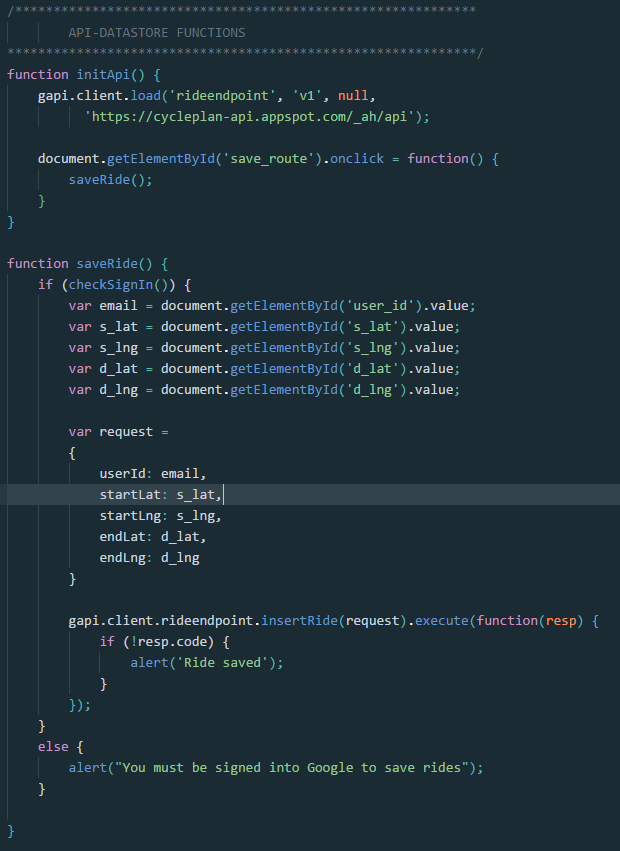 /************************************************************
API-DATASTORE FUNCTIONS
*************************************************************/
function initApi() {
    gapi.client.load('rideendpoint', 'v1', null,
          'https://cycleplan-api.appspot.com/_ah/api');

    document.getElementById('save_route').onclick = function() {
        saveRide();
    }
}

function saveRide() {
    if (checkSignIn()) {
        var email = document.getElementById('user_id').value;
        var s_lat = document.getElementById('s_lat').value;
        var s_lng = document.getElementById('s_lng').value;
        var d_lat = document.getElementById('d_lat').value;
        var d_lng = document.getElementById('d_lng').value;

        var request =
        {
            userId: email,
            startLat: s_lat,
            startLng: s_lng,
            endLat: d_lat,
            endLng: d_lng
        }

        gapi.client.rideendpoint.insertRide(request).execute(function(resp) {
            if (!resp.code) {
                alert('Ride saved');
            }
        });
    }
    else {
        alert("You must be signed into Google to save rides");
    }

}